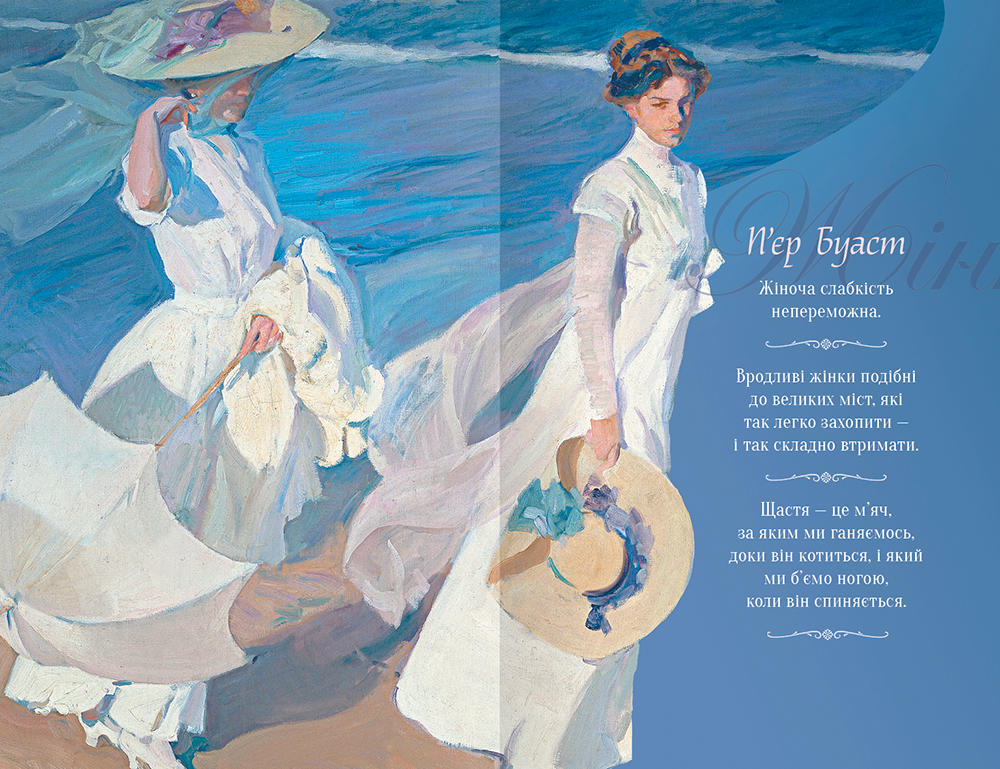 Жін
П'єр Буаст
Жіноча слабкість
непереможна.
Вродливі жінки подібні
до великих міст, які
так легко захопити –
і так складно втримати.
Щастя – це м'яч,
за яким ми ганяємось,
доки він котиться, і який
ми б'ємо ногою,
коли він спиняється.